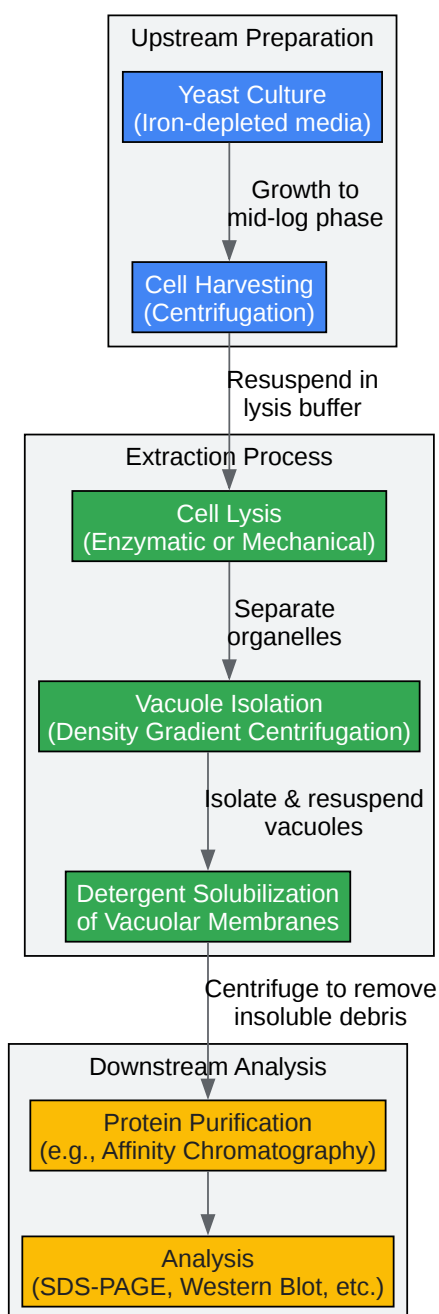 Upstream Preparation
Yeast Culture
(Iron-depleted media)
Growth to
mid-log phase
Cell Harvesting
(Centrifugation)
Resuspend in
lysis buffer
Extraction Process
Cell Lysis
(Enzymatic or Mechanical)
Separate
organelles
Vacuole Isolation
(Density Gradient Centrifugation)
Isolate & resuspend
vacuoles
Detergent Solubilization
of Vacuolar Membranes
Centrifuge to remove
insoluble debris
Downstream Analysis
Protein Purification
(e.g., Affinity Chromatography)
Analysis
(SDS-PAGE, Western Blot, etc.)